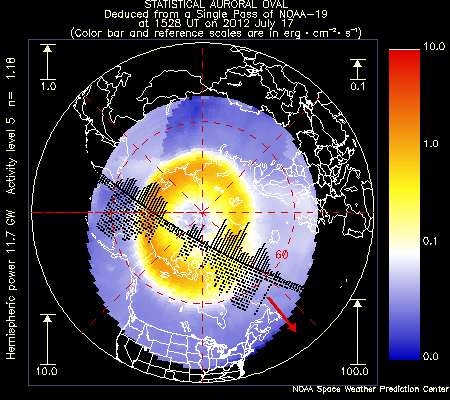 STATISTICAL AURORAL OVAL
Deduced from a Single Pass of NOAA-19
at 1528 UT on 2012 July 17
(Color bar and reference scales are in erg · cm⁻² · s⁻¹)
1.0
0.1
10.0
1.0
0.1
0.0
60
10.0
100.0
Hemispheric power 11.7 GW Activity level 5 n= 1.18
NOAA Space Weather Prediction Center